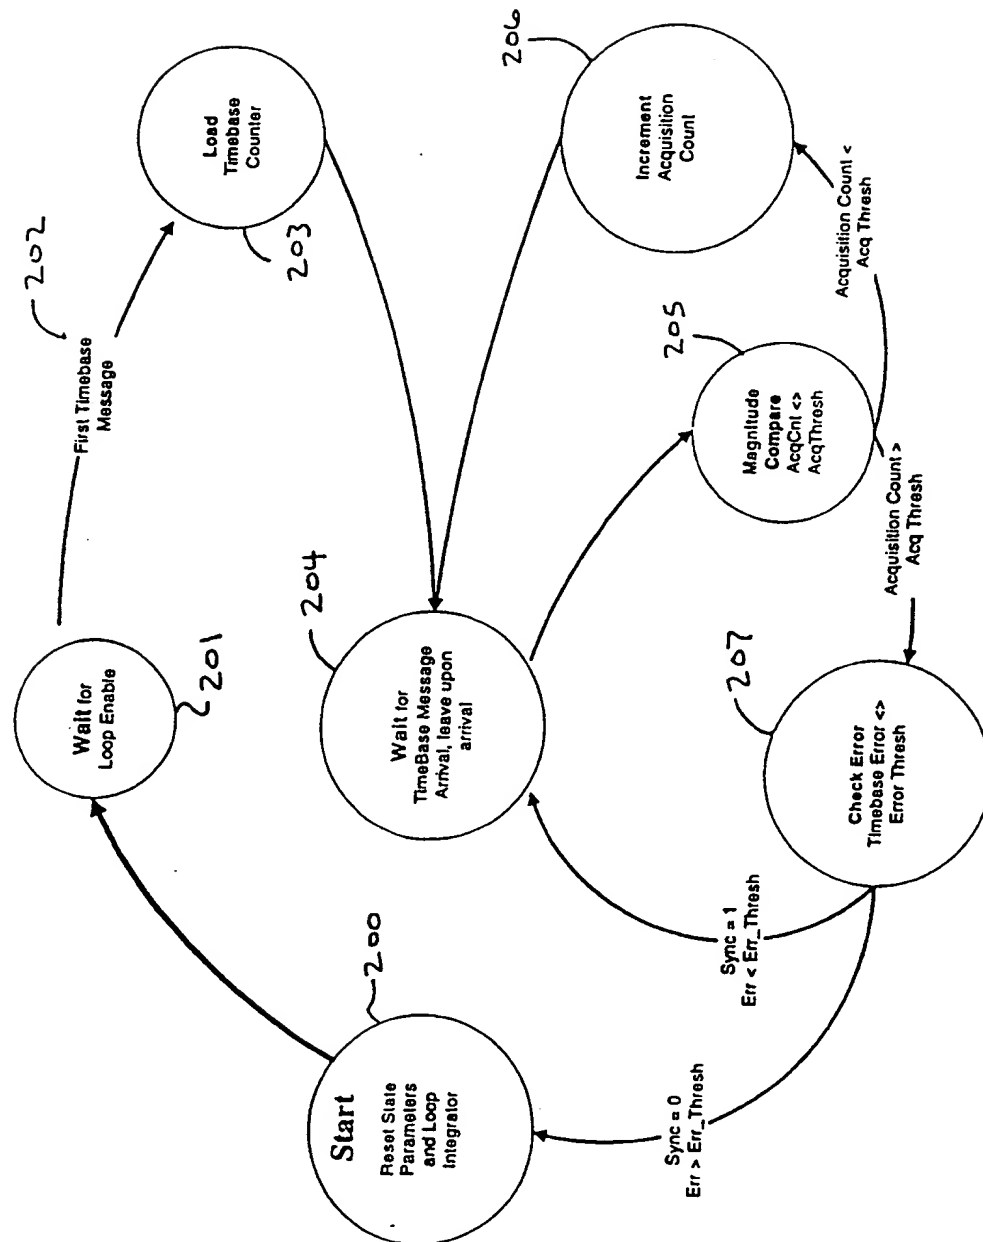 Start
Reset State
Parameters
and Loop
Integrator
200
Wait for
Loop Enable
201
First Timebase
Message
202
Load
Timebase
Counter
203
Wait for
TimeBase Message
Arrival, leave upon
arrival
204
Magnitude
Compare
AcqCnt <>
AcqThresh
205
Acquisition Count <
Acq Thresh
Increment
Acquisition
Count
206
Acquisition Count >
Acq Thresh
Check Error
Timebase Error <>
Error Thresh
207
Sync = 1
Err < Err_Thresh
Sync = 0
Err > Err_Thresh